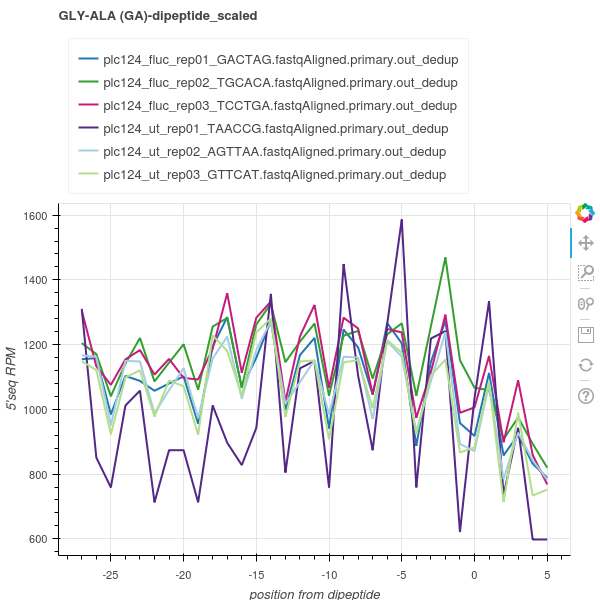 GLY-ALA (GA)-dipeptide_scaled
plc124_fluc_rep01_GACTAG.fastqAligned.primary.out_dedup
plc124_fluc_rep02_TGCACA.fastqAligned.primary.out_dedup
plc124_fluc_rep03_TCCTGA.fastqAligned.primary.out_dedup
plc124_ut_rep01_TAACCG.fastqAligned.primary.out_dedup
plc124_ut_rep02_AGTTAA.fastqAligned.primary.out_dedup
plc124_ut_rep03_GTTCAT.fastqAligned.primary.out_dedup
1600
1400
1200
1000
800
600
5'seq RPM
-25
-20
-15
-10
-5
0
5
position from dipeptide